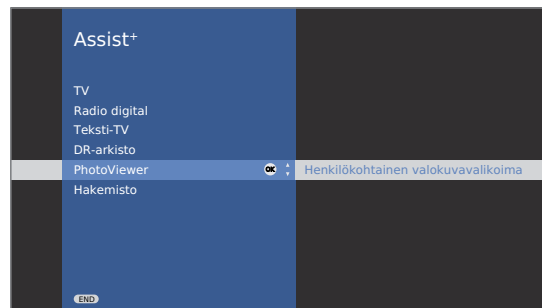 Assist+
TV
Radio digital
Teksti-TV
DR-arkisto
PhotoViewer OK Henkilökohtainen valokuvavalikoima
Hakemisto
END